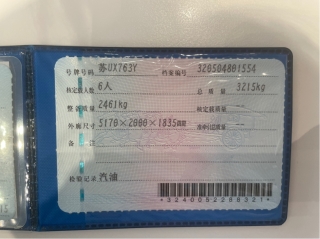 号牌号码 苏UX763Y 档案编号 320504801554
核定载人数 6人 总质量 3215kg
整备质量 2461kg 核定载质量 --
外廓尺寸 5170×2000×1835mm 准牵引总质量 --
备注 --
检验记录 汽油
*3240052288321*